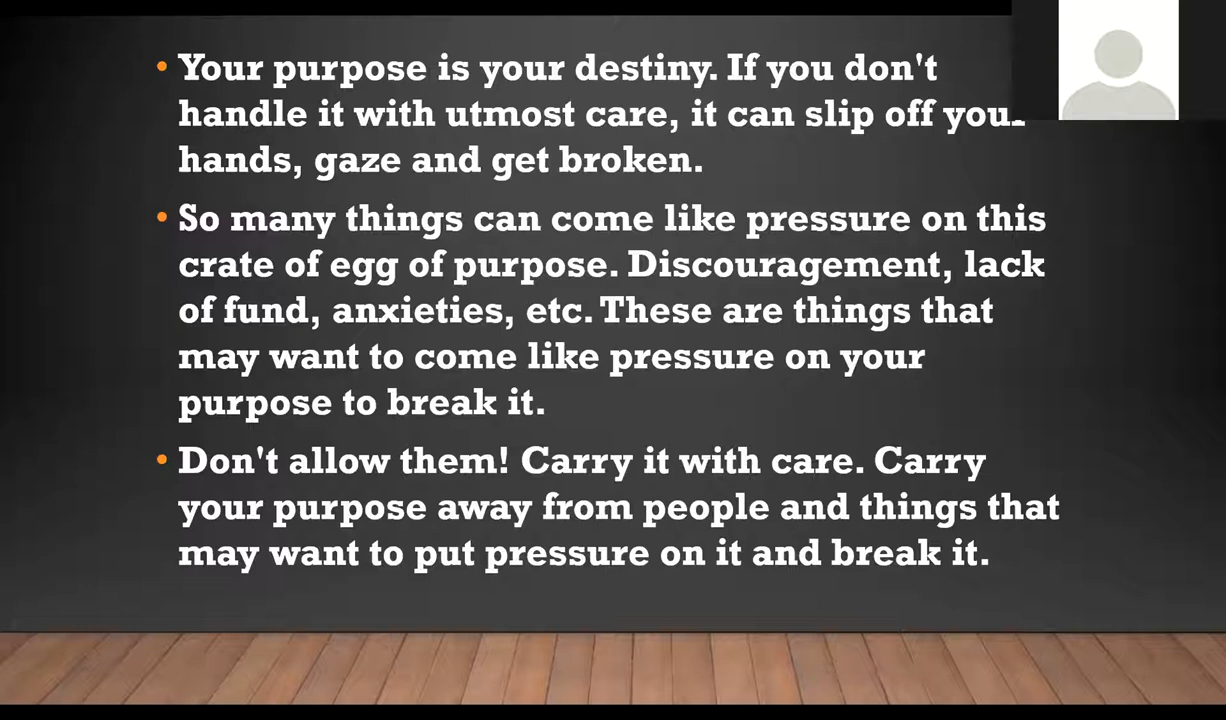 • Your purpose is your destiny. If you don't
handle it with utmost care, it can slip off your
hands, gaze and get broken.
• So many things can come like pressure on this
crate of egg of purpose. Discouragement, lack
of fund, anxieties, etc. These are things that
may want to come like pressure on your
purpose to break it.
• Don't allow them! Carry it with care. Carry
your purpose away from people and things that
may want to put pressure on it and break it.